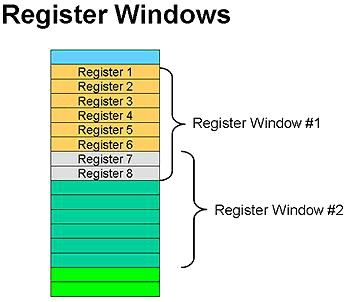 Register Windows
Register 1
Register 2
Register 3
Register 4
Register 5
Register 6
Register 7
Register 8
Register Window #1
Register Window #2